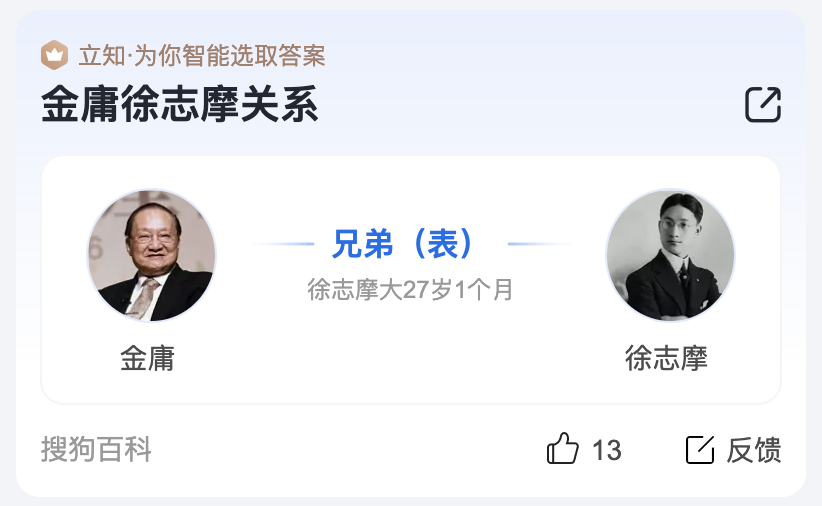 立知·为你智能选取答案
金庸徐志摩关系
兄弟（表）
徐志摩大27岁1个月
金庸
徐志摩
搜狗百科
13
反馈